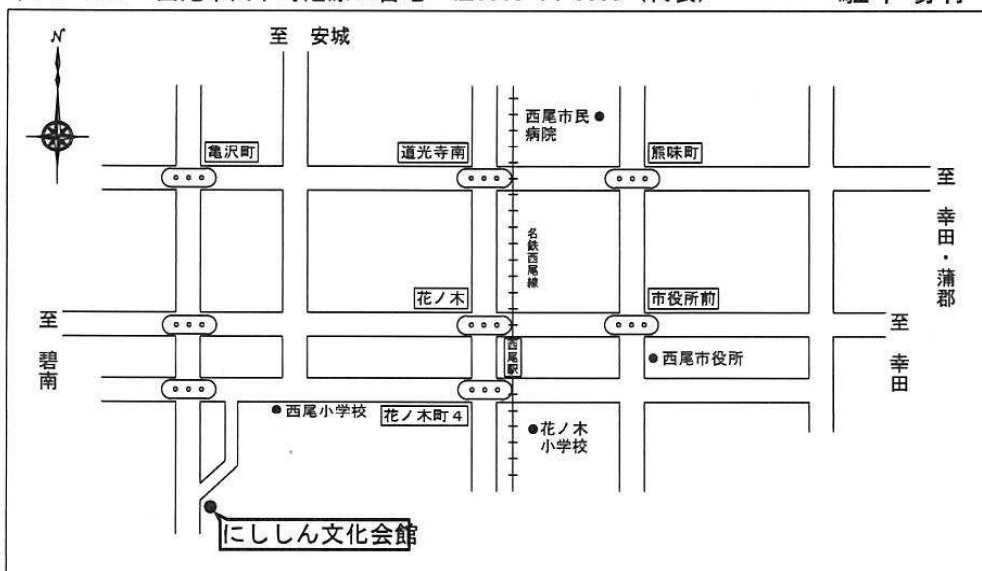 N
至 安城
西尾市民
病院
亀沢町
道光寺南
熊味町
至 幸田・蒲郡
名鉄西尾線
花ノ木
市役所前
至 碧南
至 幸田
西尾駅
西尾市役所
西尾小学校
花ノ木町4
花ノ木
小学校
にししん文化会館